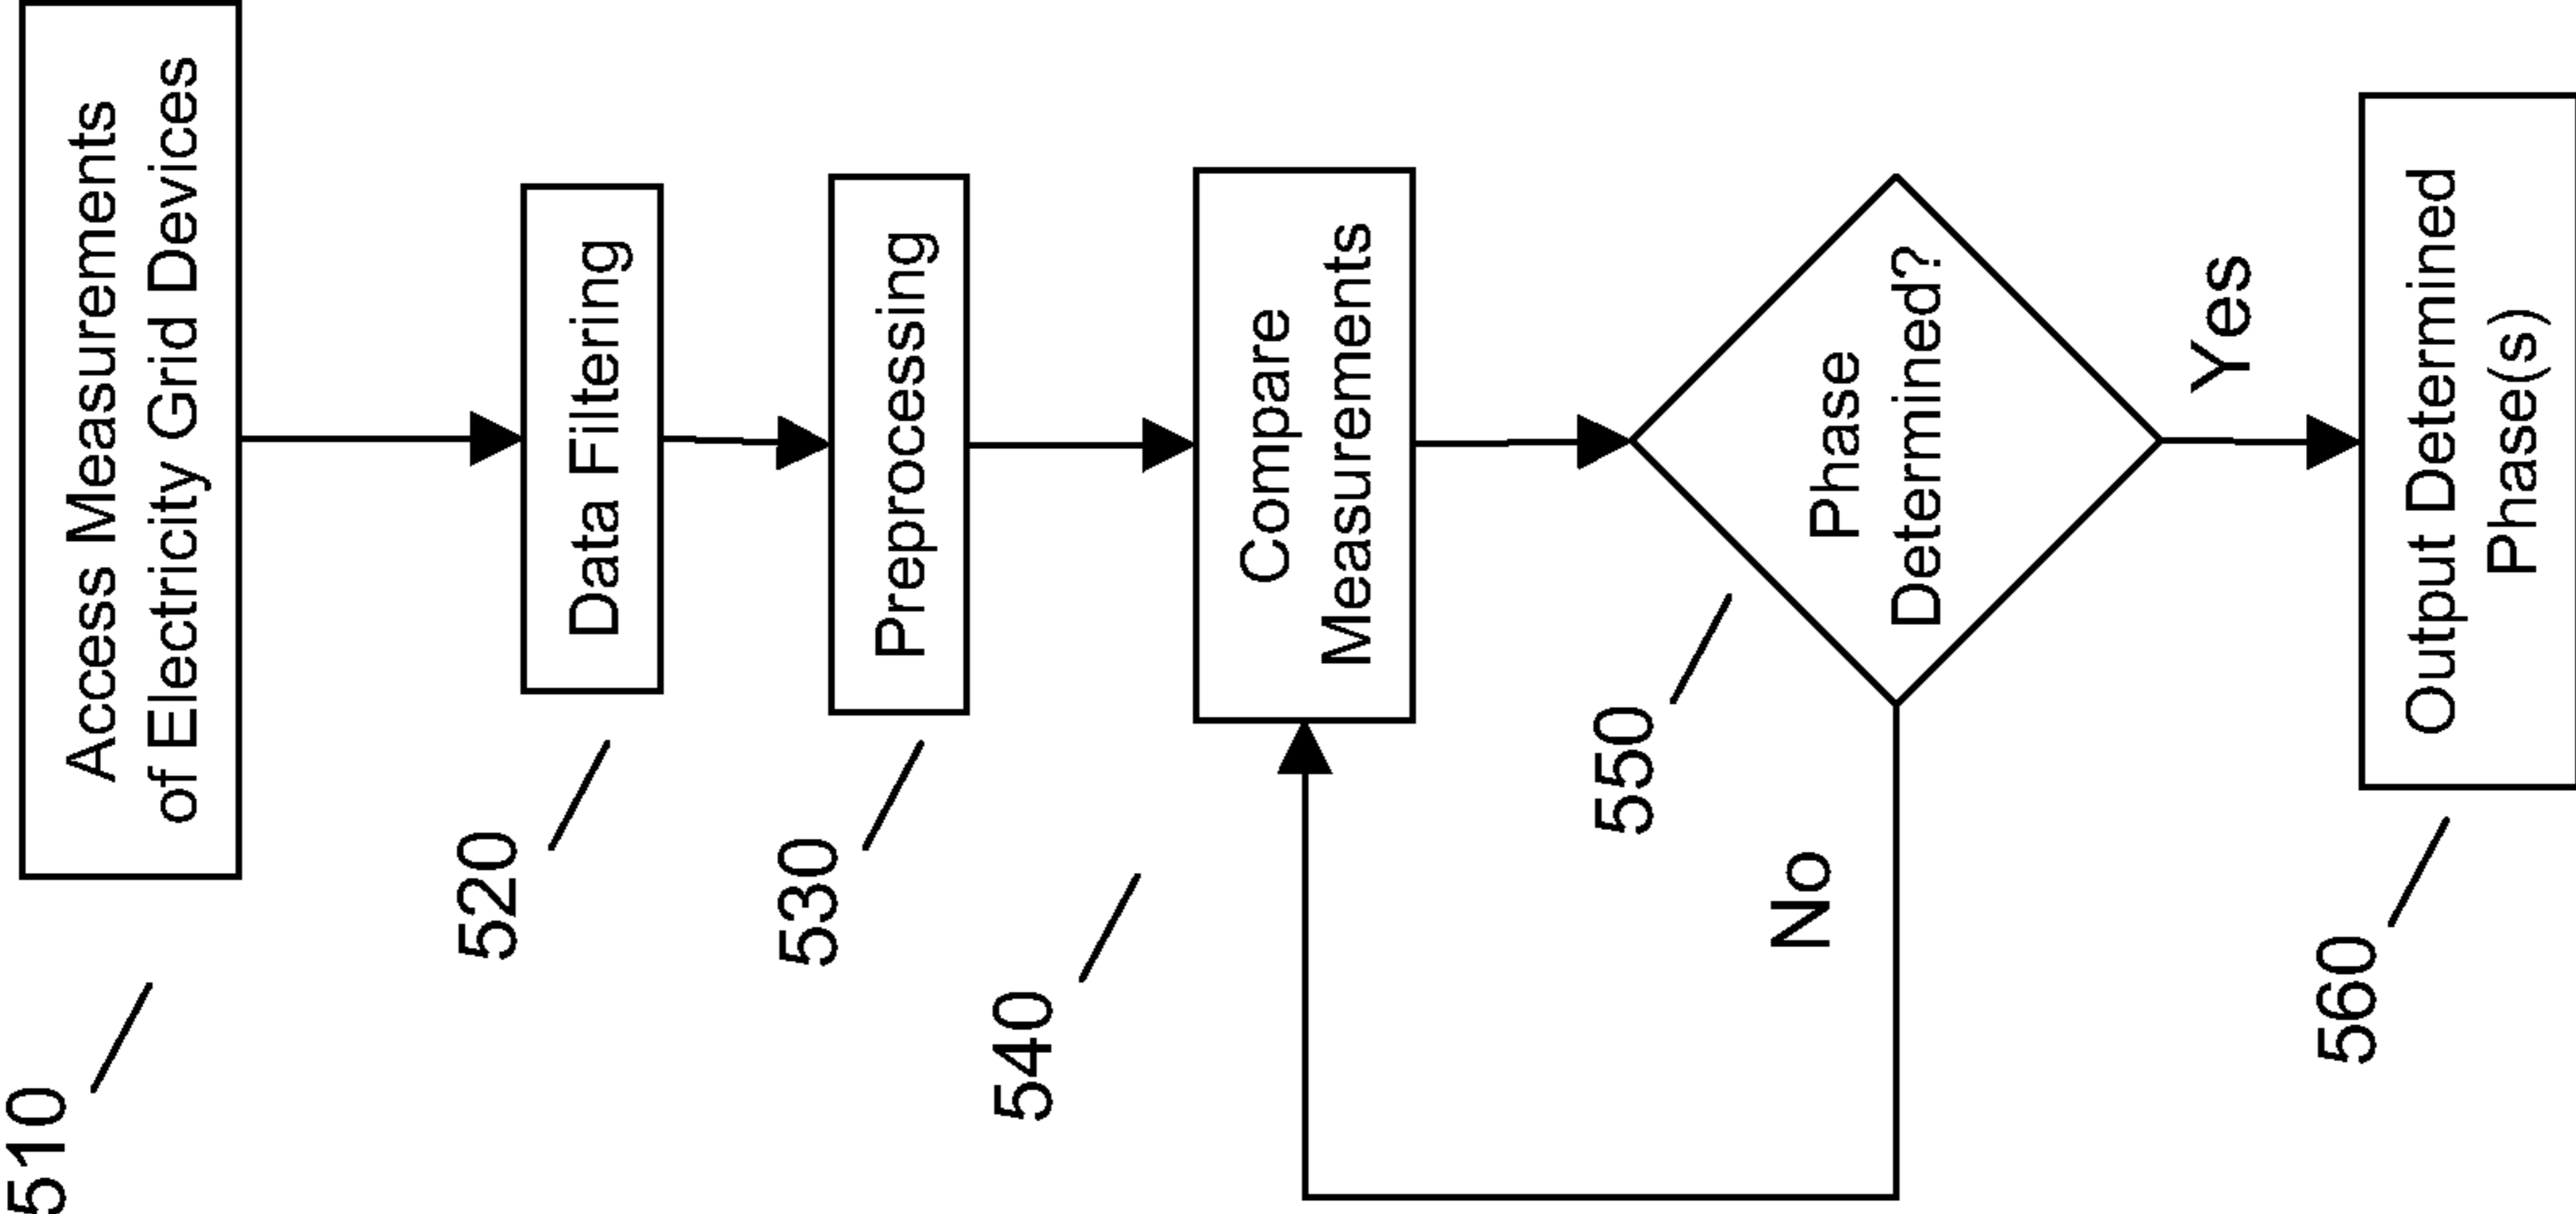 510
Access Measurements
of Electricity Grid Devices
520
Data Filtering
530
Preprocessing
540
Compare
Measurements
550
Phase
Determined?
No
Yes
560
Output Determined
Phase(s)